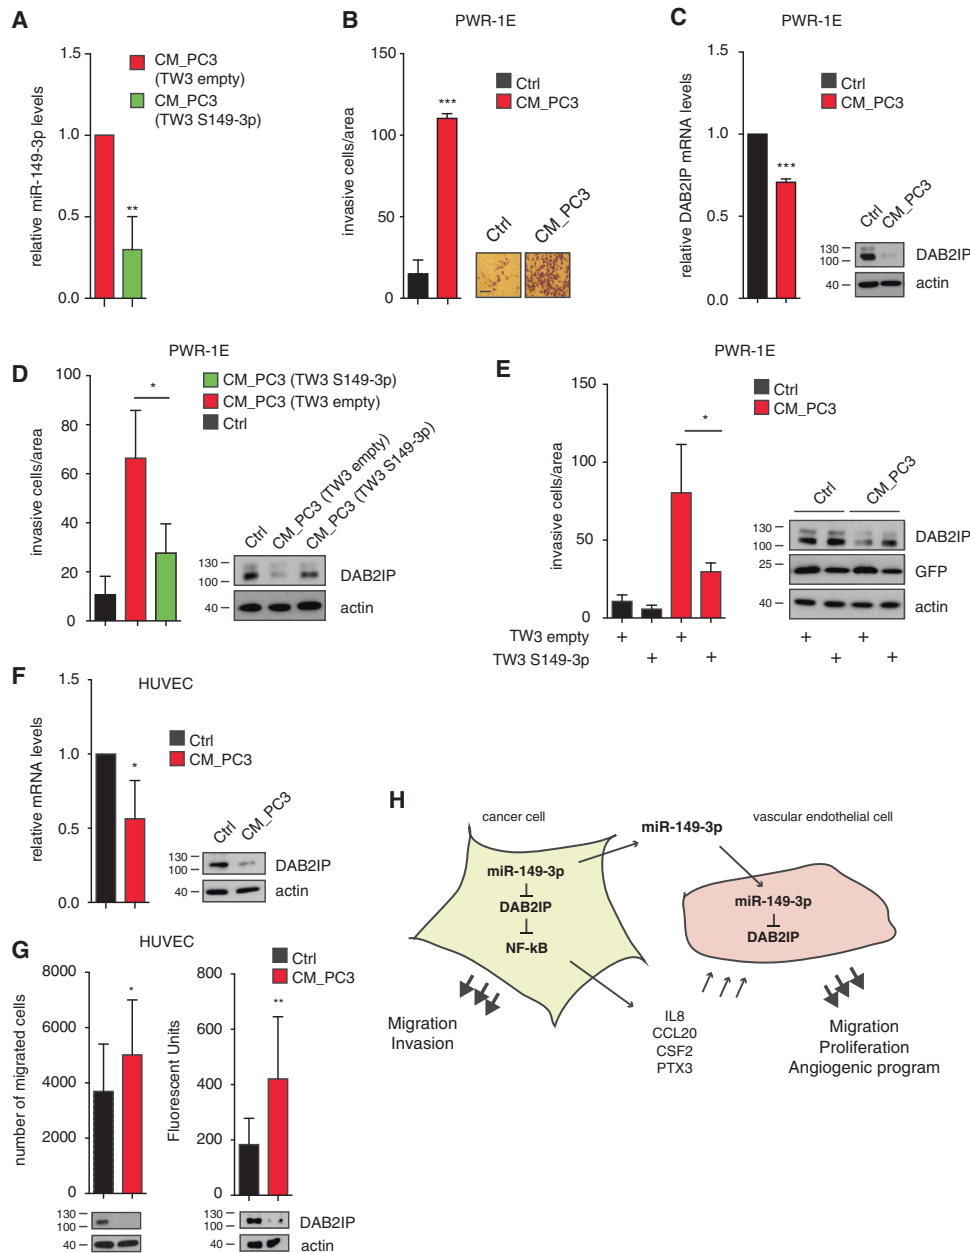 A
1.5
1.0
0.5
0.0
relative miR-149-3p levels
CM_PC3
(TW3 empty)
CM_PC3
(TW3 S149-3p)
**
B
PWR-1E
150
100
50
0
invasive cells/area
Ctrl
CM_PC3
***
Ctrl
CM_PC3
C
PWR-1E
1.5
1.0
0.5
0.0
relative DAB2IP mRNA levels
Ctrl
CM_PC3
***
Ctrl
CM_PC3
130
100
DAB2IP
40
actin
D
PWR-1E
100
80
60
40
20
0
invasive cells/area
*
CM_PC3 (TW3 S149-3p)
CM_PC3 (TW3 empty)
Ctrl
Ctrl
CM_PC3 (TW3 empty)
CM_PC3 (TW3 S149-3p)
130
100
DAB2IP
40
actin
E
PWR-1E
150
100
50
0
invasive cells/area
Ctrl
CM_PC3
*
TW3 empty + +
TW3 S149-3p + +
Ctrl
CM_PC3
130
100
DAB2IP
25
GFP
40
actin
+ +
+ +
F
HUVEC
1.5
1.0
0.5
0.0
relative mRNA levels
Ctrl
CM_PC3
*
Ctrl
CM_PC3
130
100
DAB2IP
40
actin
G
HUVEC
8000
6000
4000
2000
0
number of migrated cells
*
130
100
40
800
600
400
200
0
Fluorescent Units
Ctrl
CM_PC3
**
130
100
DAB2IP
40
actin
H
cancer cell
miR-149-3p
vascular endothelial cell
miR-149-3p
DAB2IP
NF-kB
miR-149-3p
DAB2IP
Migration
Invasion
IL8
CCL20
CSF2
PTX3
Migration
Proliferation
Angiogenic program